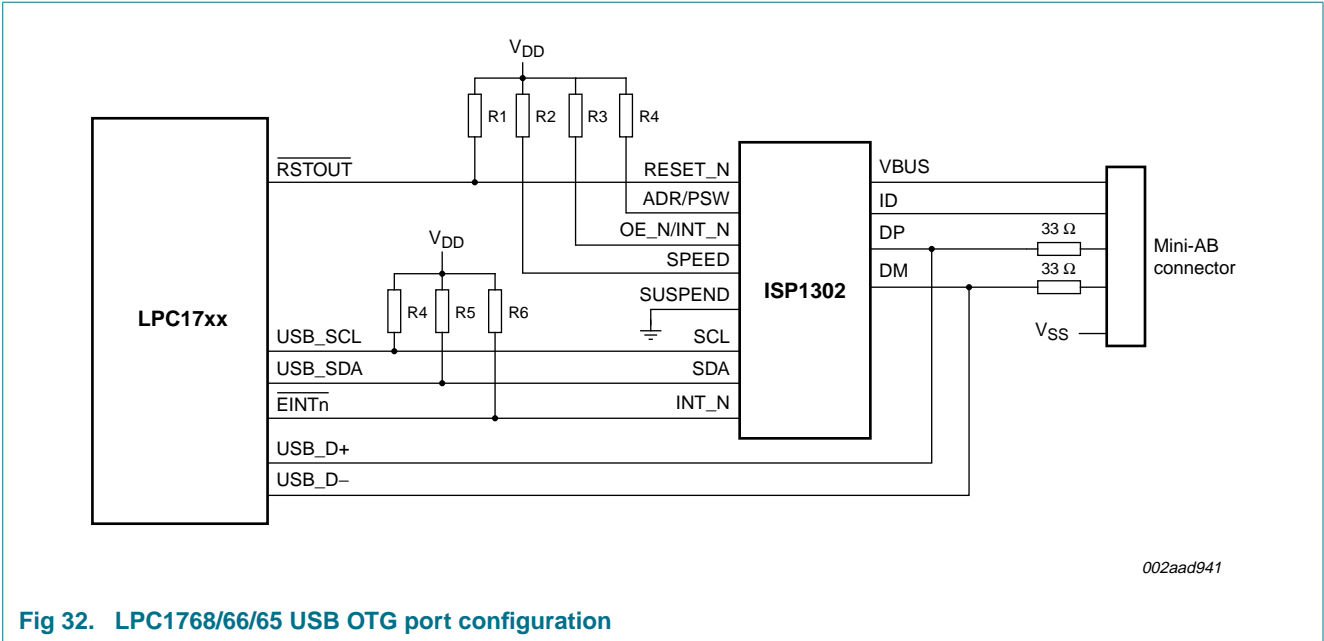 VDD
R1 R2 R3 R4
RSTOUT
RESET_N
VBUS
ADR/PSW
ID
OE_N/INT_N
DP
33 Ω
Mini-AB
connector
VDD
SPEED
DM
33 Ω
SUSPEND
ISP1302
LPC17xx
R4 R5 R6
VSS
USB_SCL
SCL
USB_SDA
SDA
EINTn
INT_N
USB_D+
USB_D−
002aad941
Fig 32. LPC1768/66/65 USB OTG port configuration